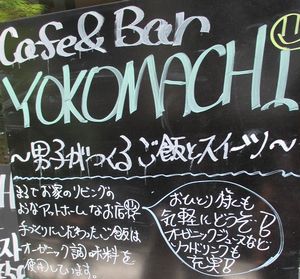 Cafe & Bar
YOKOMACHI
～男子がつくるご飯とスイーツ～
まるでお家のリビングの
おなアットホームなお店
手づくりにこだわったご飯は
オーガニック調味料を
使用しています。
おひとり様も
気軽にどうぞ
オーガニックジュースなど
ソフトドリンクも
充実